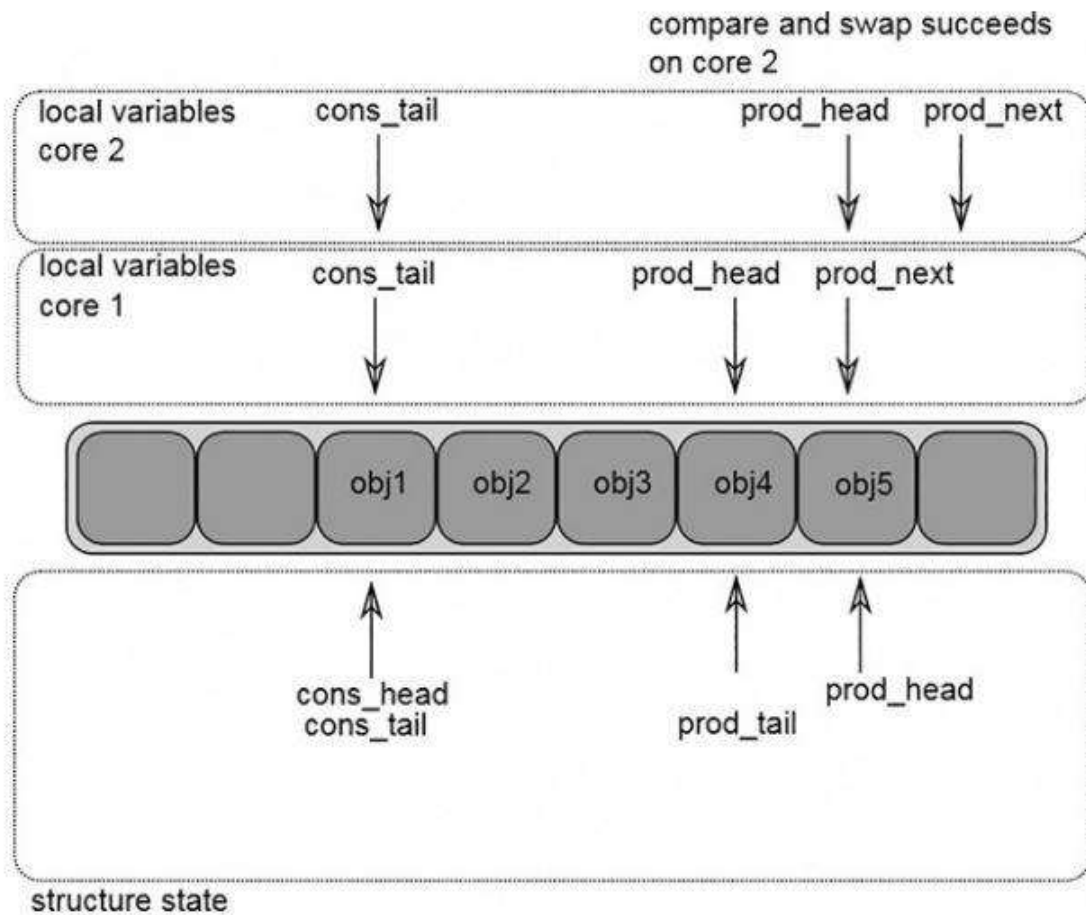 compare and swap succeeds
on core 2
local variables
core 2
cons_tail
prod_head
prod_next
local variables
core 1
cons_tail
prod_head
prod_next
obj1
obj2
obj3
obj4
obj5
cons_head
cons_tail
prod_tail
prod_head
structure state